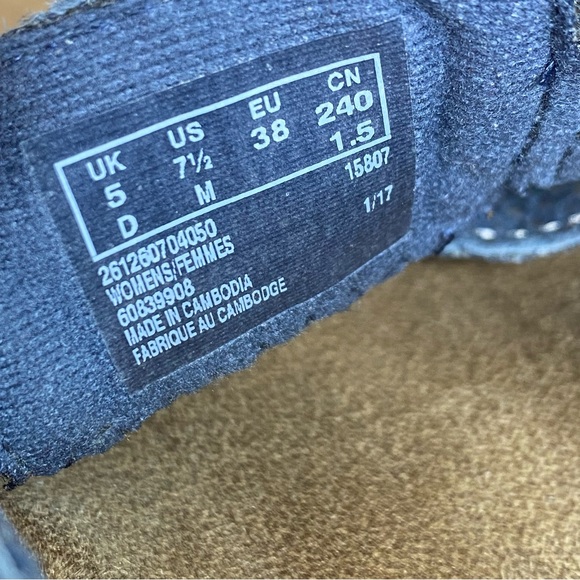 UK US EU CN
5 7½ 38 240
D M 1.5
261260704050 15807
WOMENS/FEMMES 1/17
60839908
MADE IN CAMBODIA
FABRIQUE AU CAMBODGE